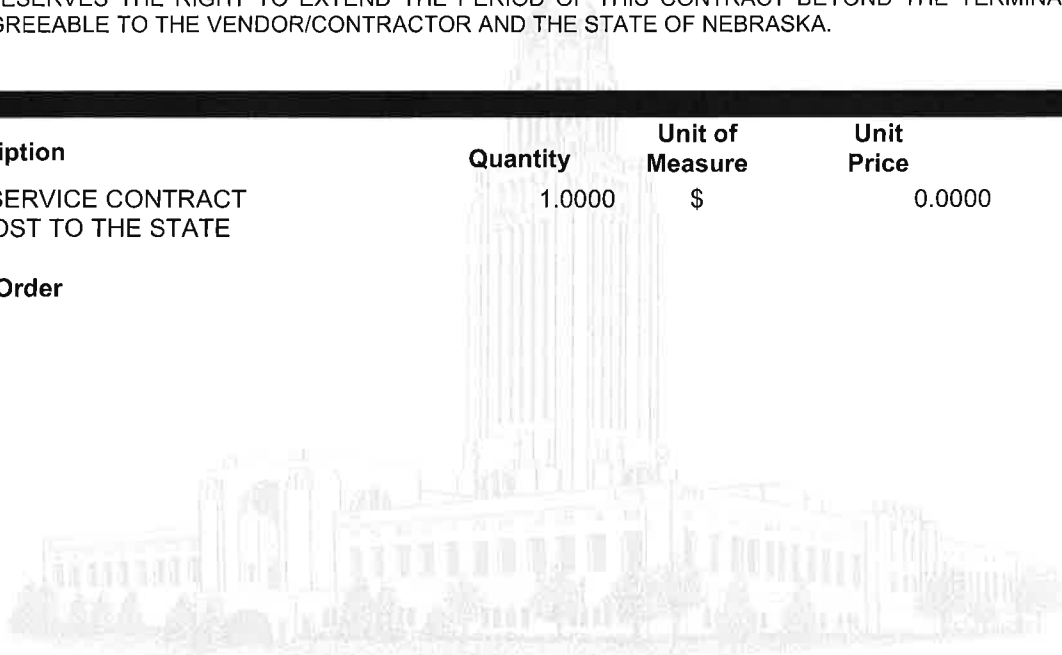 ESERVES THE RIGHT TO EXTEND THE PERIOD OF THIS CONTRACT BEYOND THE TERMINA
GREEABLE TO THE VENDOR/CONTRACTOR AND THE STATE OF NEBRASKA.
iption Quantity Unit of Measure Unit Price
SERVICE CONTRACT 1.0000 $ 0.0000
OST TO THE STATE
Order